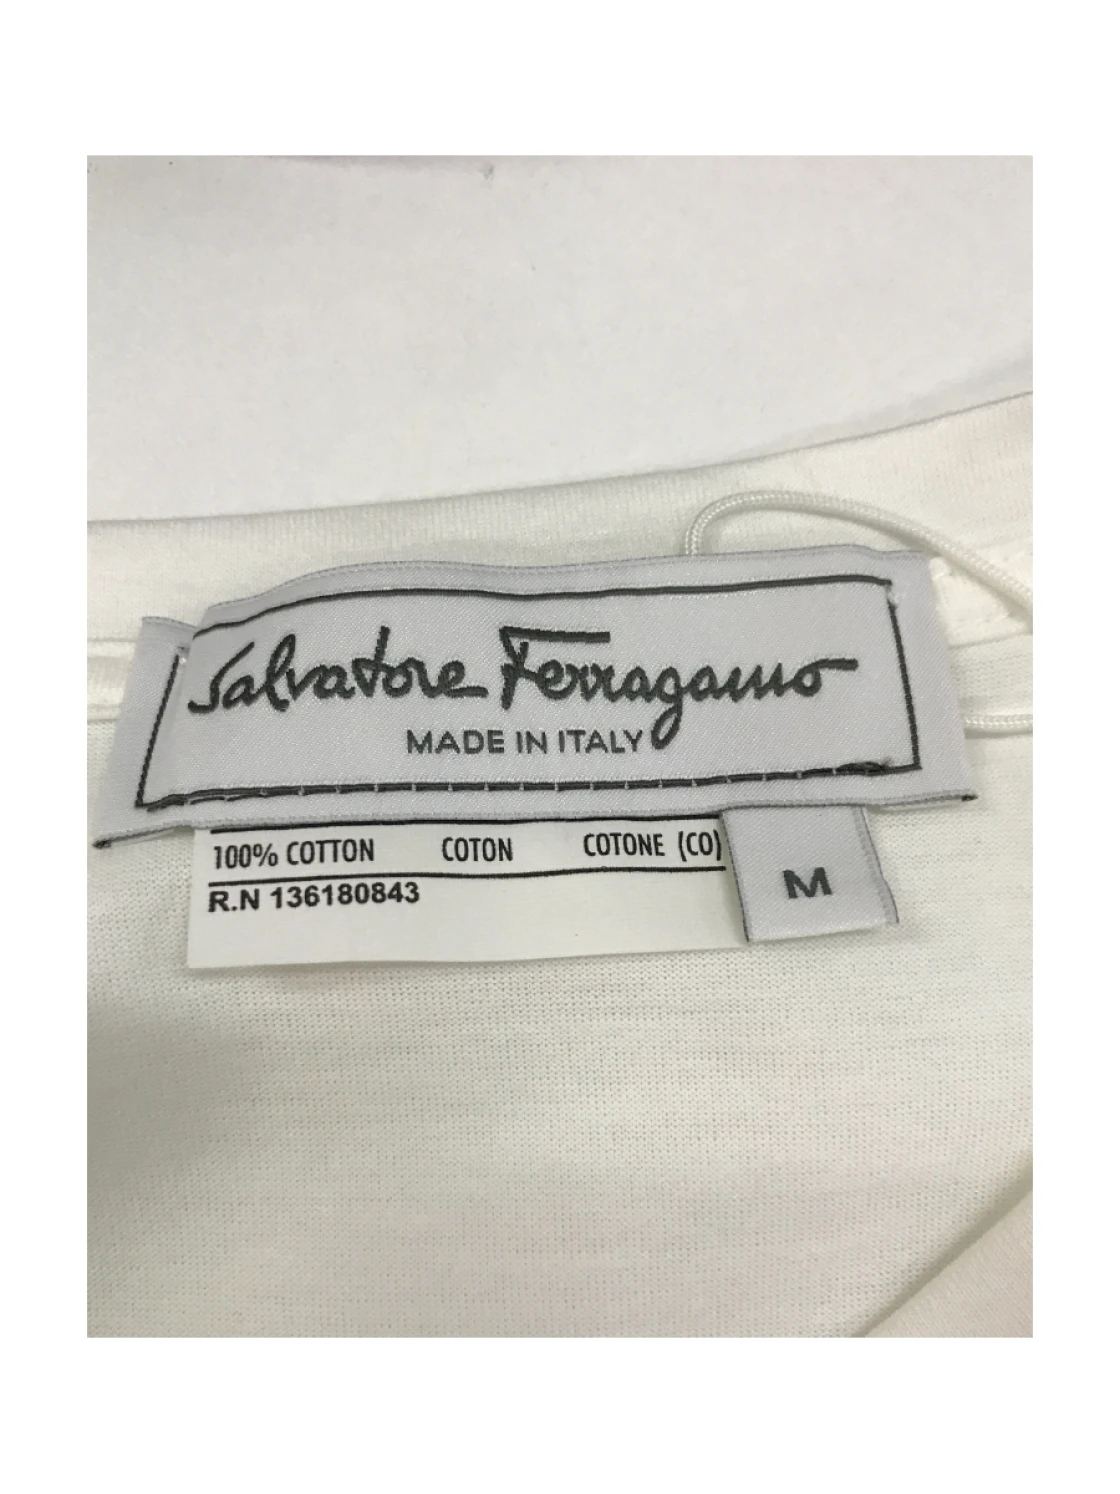 Salvatore Ferragamo
MADE IN ITALY
100% COTTON COTON COTONE (CO)
R.N 136180843
M